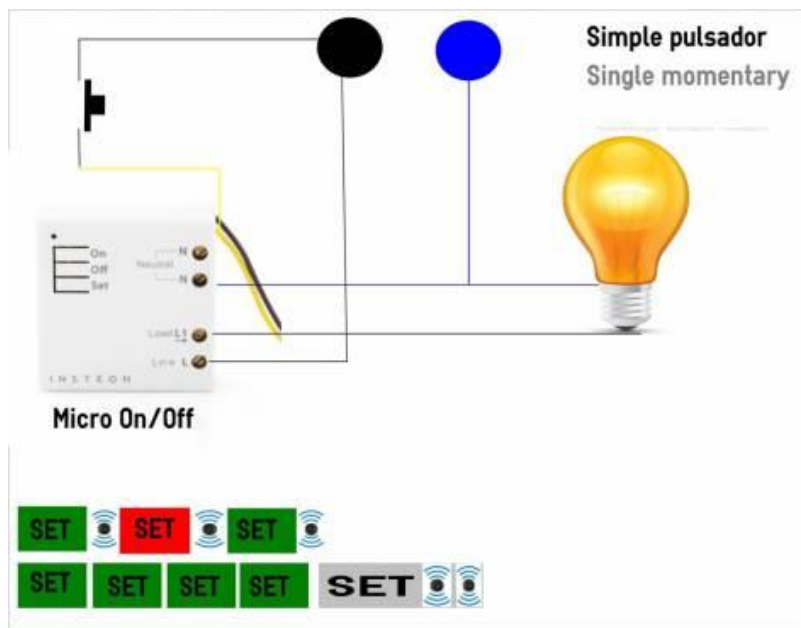 Simple pulsador
Single momentary
On
Off
Set
Neutral
N
N
Load L1
Line L
INSTEON
Micro On/Off
SET SET SET
SET SET SET SET SET